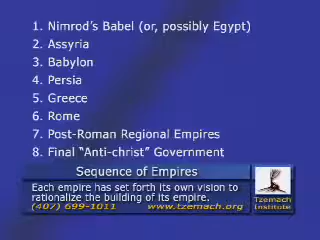 1. Nimrod's Babel (or, possibly Egypt)
2. Assyria
3. Babylon
4. Persia
5. Greece
6. Rome
7. Post-Roman Regional Empires
8. Final "Anti-christ" Government
Sequence of Empires
Each empire has set forth its own vision to
rationalize the building of its empire.
(407) 699-1011 www.tzemach.org
Tzemach
Institute